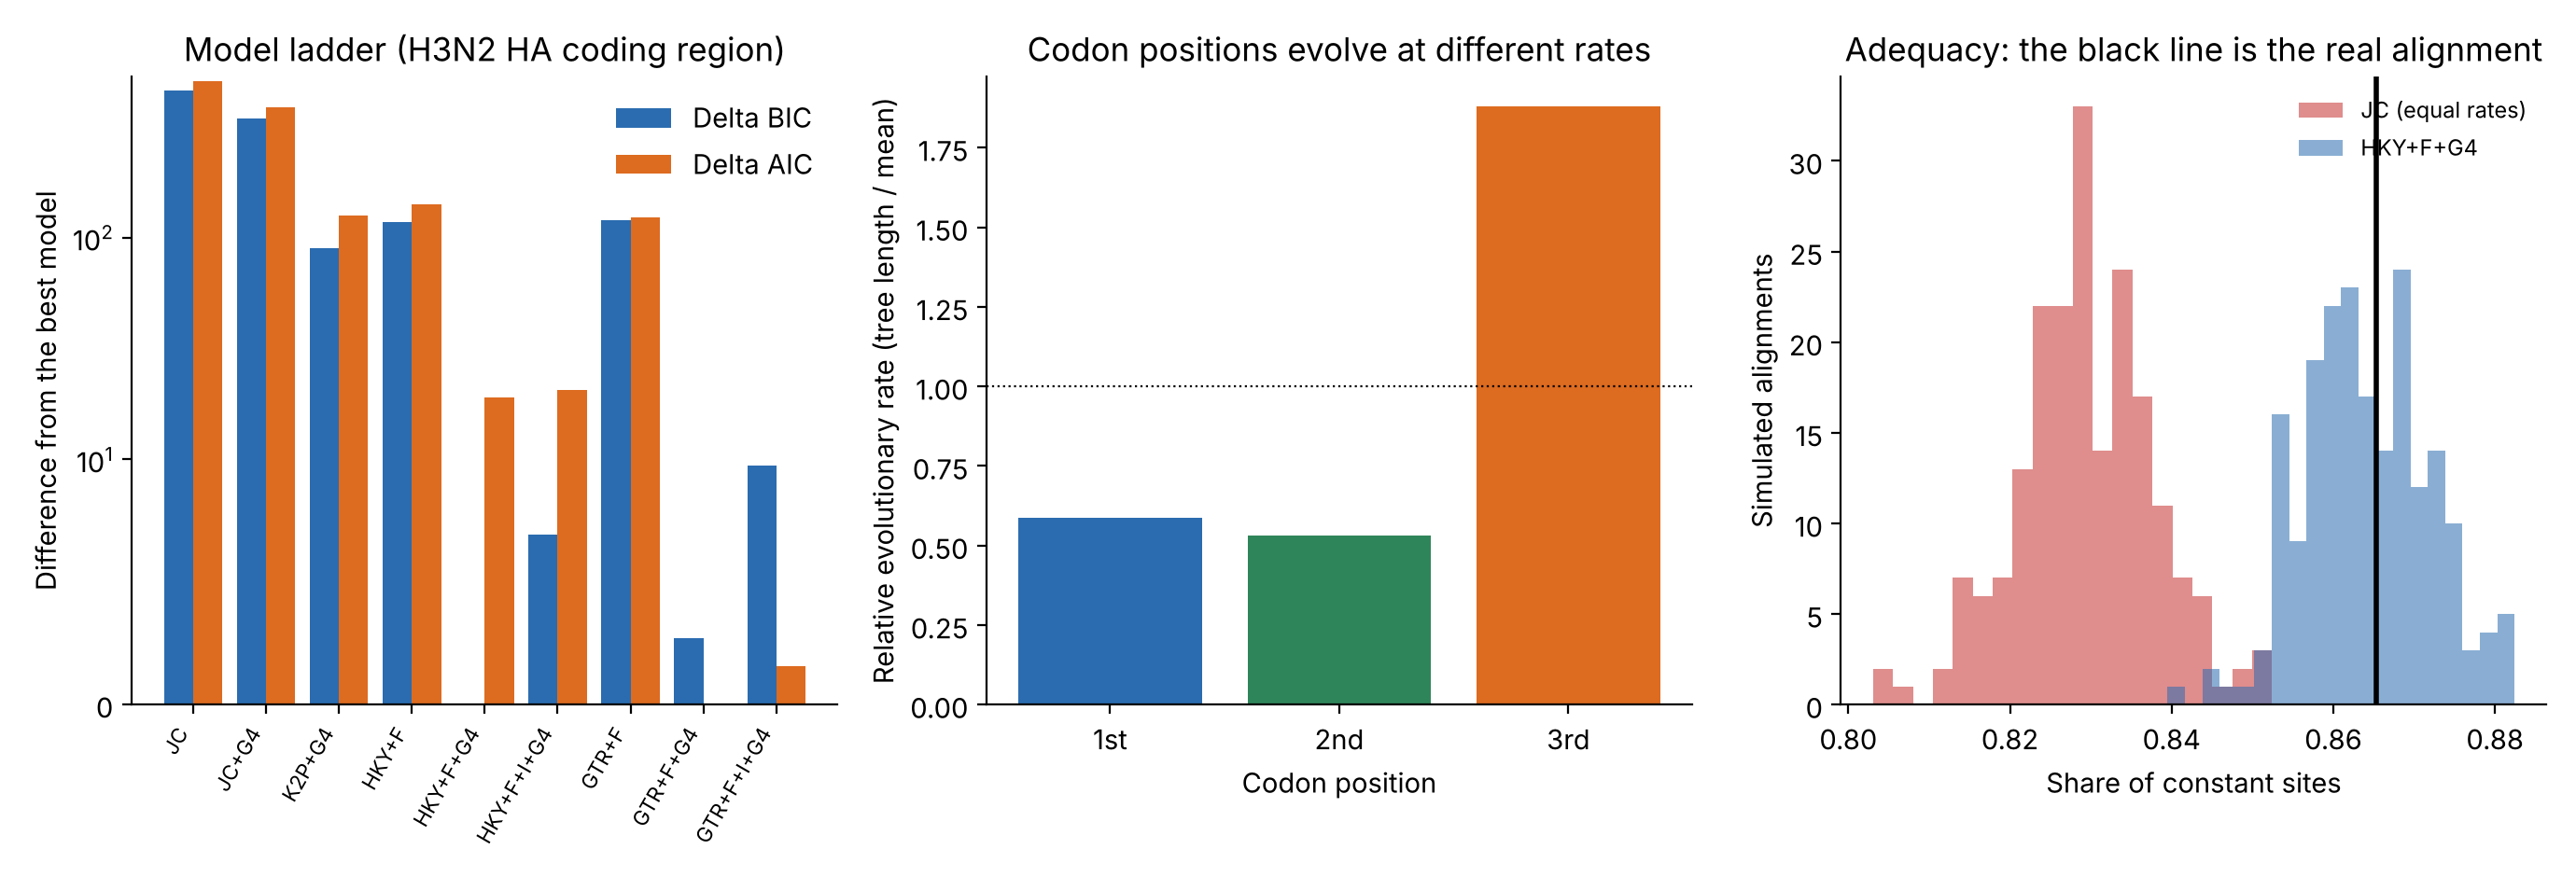 Model ladder (H3N2 HA coding region)
Difference from the best model
10²
10¹
0
Delta BIC
Delta AIC
JC
JC+G4
K2P+G4
HKY+F
HKY+F+G4
HKY+F+I+G4
GTR+F
GTR+F+G4
GTR+F+I+G4
Codon positions evolve at different rates
Relative evolutionary rate (tree length / mean)
1.75
1.50
1.25
1.00
0.75
0.50
0.25
0.00
1st
2nd
3rd
Codon position
Adequacy: the black line is the real alignment
Simulated alignments
30
25
20
15
10
5
0
JC (equal rates)
HKY+F+G4
0.80
0.82
0.84
0.86
0.88
Share of constant sites